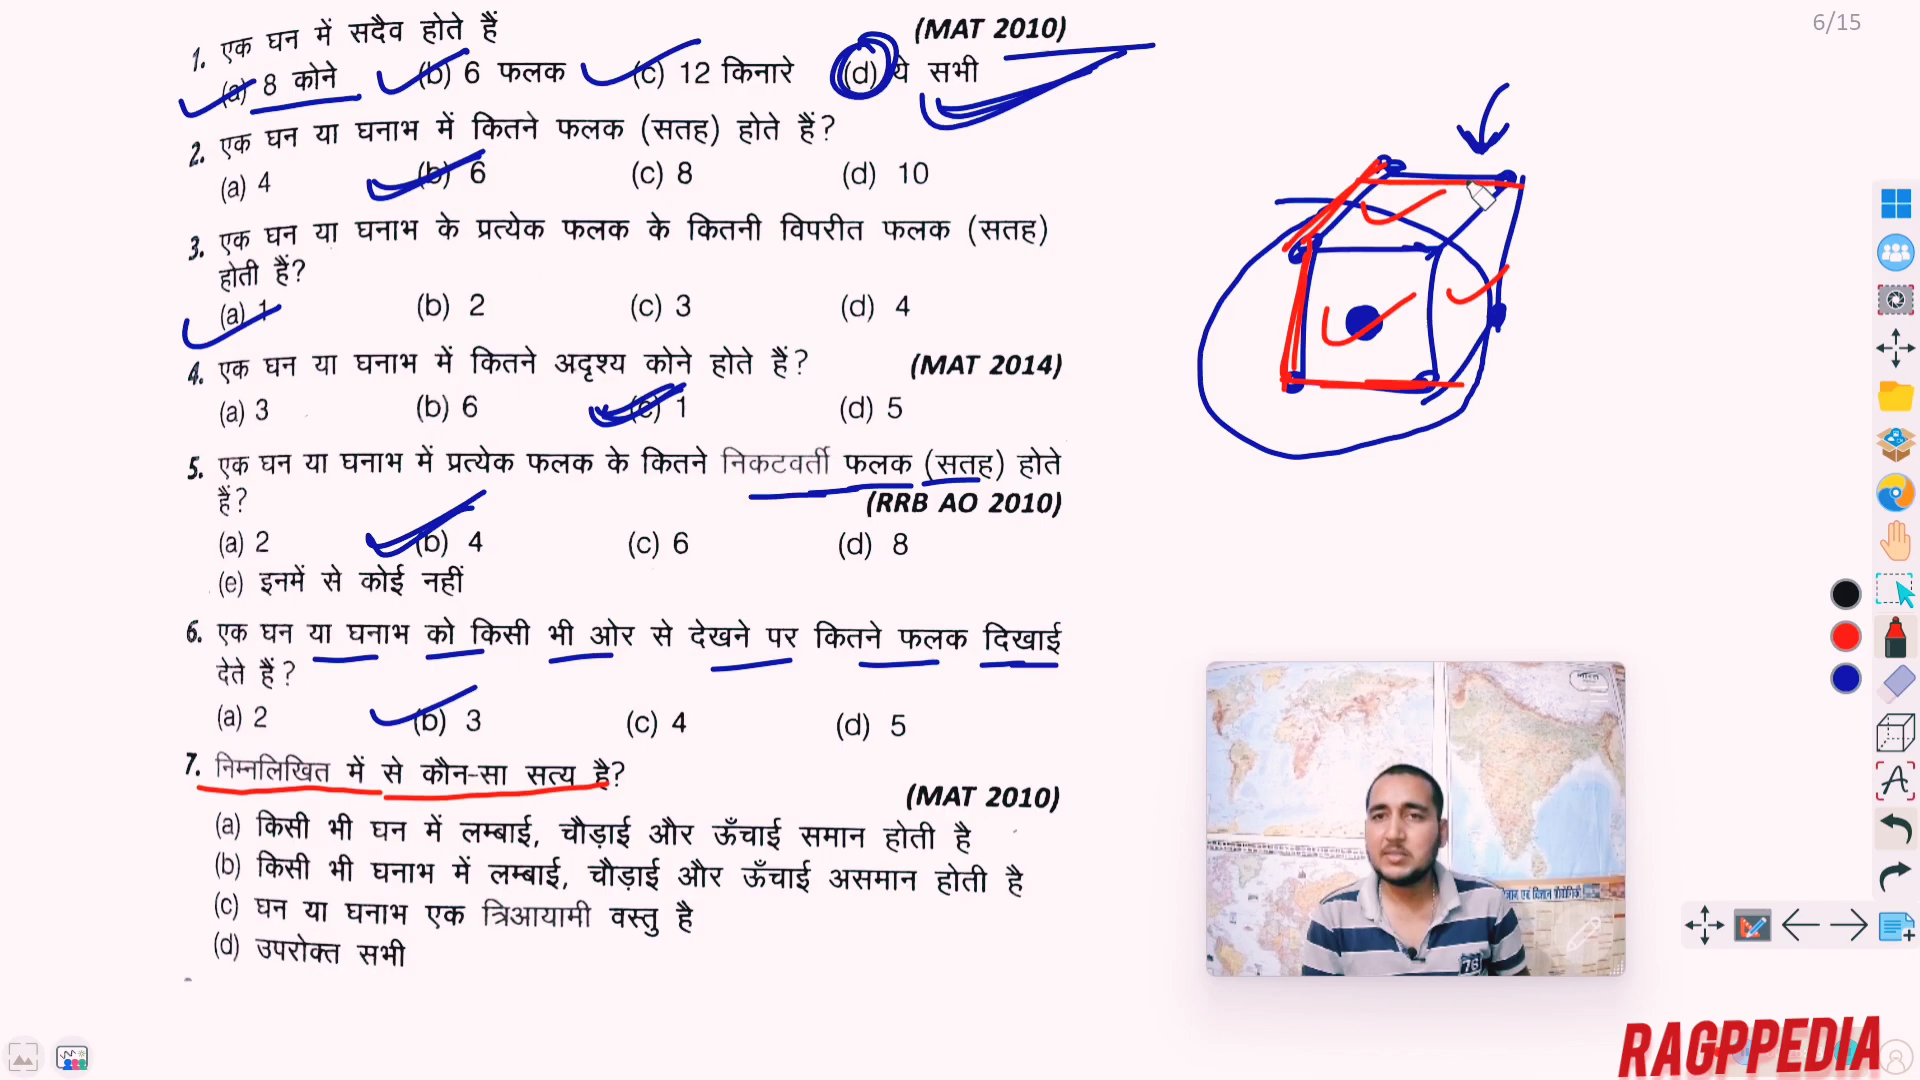 6/15
1. एक घन में सदैव होते हैं (MAT 2010)
(a) 8 कोने (b) 6 फलक (c) 12 किनारे (d) ये सभी
2. एक घन या घनाभ में कितने फलक (सतह) होते हैं?
(a) 4 (b) 6 (c) 8 (d) 10
3. एक घन या घनाभ के प्रत्येक फलक के कितनी विपरीत फलक (सतह)
होती हैं?
(a) 1 (b) 2 (c) 3 (d) 4
4. एक घन या घनाभ में कितने अदृश्य कोने होते हैं? (MAT 2014)
(a) 3 (b) 6 (c) 1 (d) 5
5. एक घन या घनाभ में प्रत्येक फलक के कितने निकटवर्ती फलक (सतह) होते
हैं? (RRB AO 2010)
(a) 2 (b) 4 (c) 6 (d) 8
(e) इनमें से कोई नहीं
6. एक घन या घनाभ को किसी भी ओर से देखने पर कितने फलक दिखाई
देते हैं?
(a) 2 (b) 3 (c) 4 (d) 5
7. निम्नलिखित में से कौन-सा सत्य है?
(MAT 2010)
(a) किसी भी घन में लम्बाई, चौड़ाई और ऊँचाई समान होती है
(b) किसी भी घनाभ में लम्बाई, चौड़ाई और ऊँचाई असमान होती है
(c) घन या घनाभ एक त्रिआयामी वस्तु है
(d) उपरोक्त सभी
76
RAGPPEDIA